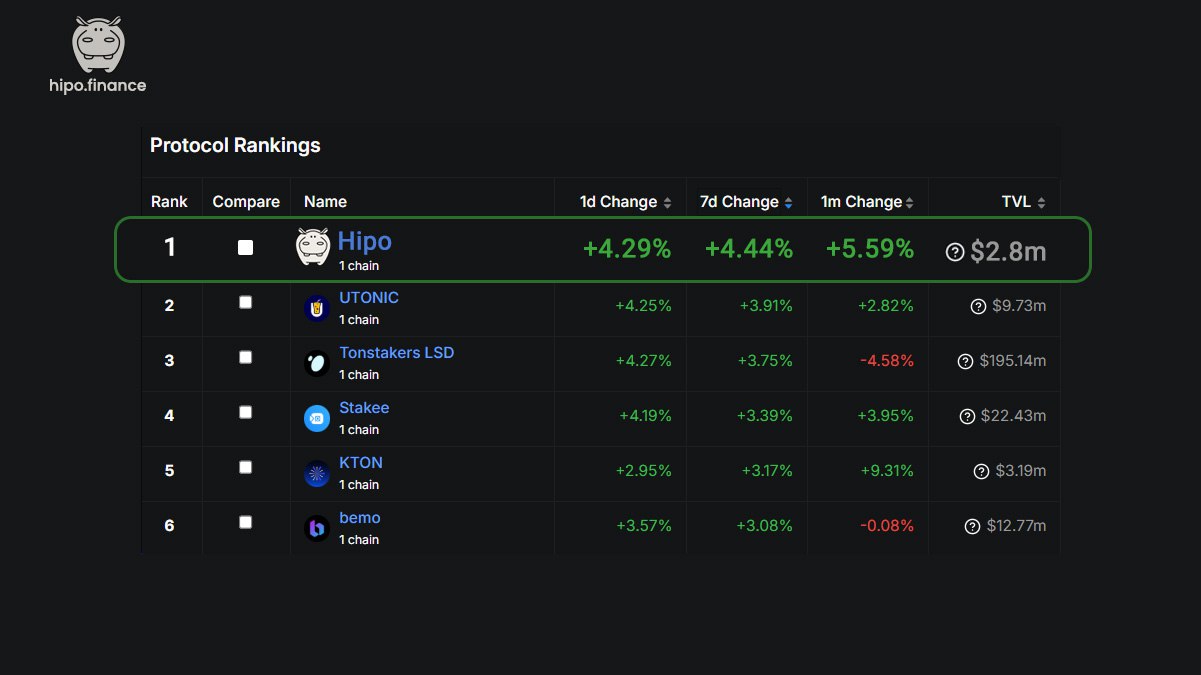 hipo.finance
Protocol Rankings
Rank Compare Name 1d Change 7d Change 1m Change TVL
1 Hipo +4.29% +4.44% +5.59% ? $2.8m
1 chain
2 UTONIC +4.25% +3.91% +2.82% ? $9.73m
1 chain
3 Tonstakers LSD +4.27% +3.75% -4.58% ? $195.14m
1 chain
4 Stakee +4.19% +3.39% +3.95% ? $22.43m
1 chain
5 KTON +2.95% +3.17% +9.31% ? $3.19m
1 chain
6 bemo +3.57% +3.08% -0.08% ? $12.77m
1 chain